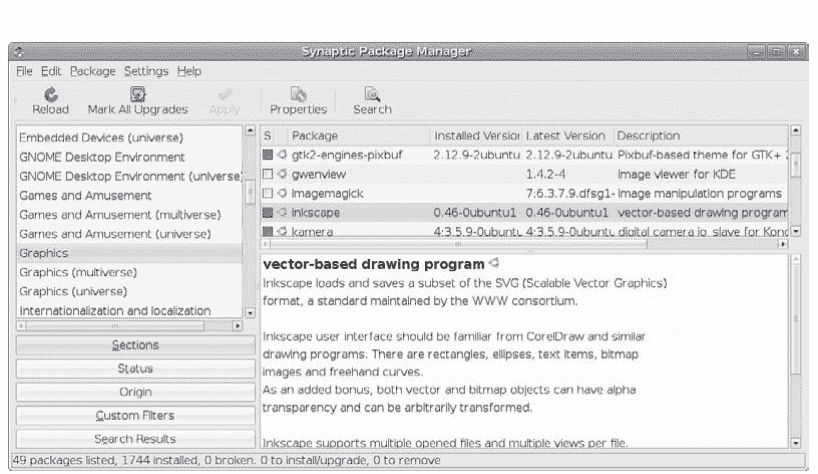 Synaptic Package Manager
File Edit Package Settings Help
Reload Mark All Upgrades Apply Properties Search
Embedded Devices (universe)
GNOME Desktop Environment
GNOME Desktop Environment (universe)
Games and Amusement
Games and Amusement (multiverse)
Games and Amusement (universe)
Graphics
Graphics (multiverse)
Graphics (universe)
Internationalization and localization
Sections
Status
Origin
Custom Filters
Search Results
S Package Installed Version Latest Version Description
gtk2-engines-pixbuf 2.12.9-2ubuntu 2.12.9-2ubuntu Pixbuf-based theme for GTK+
gwenview 1.4.2-4 Image viewer for KDE
imagemagick 7:6.3.7.9.dfsg1- Image manipulation programs
inkscape 0.46-0ubuntu1 0.46-0ubuntu1 vector-based drawing program
kamera 4:3.5.9-0ubuntu 4:3.5.9-0ubuntu digital camera io_slave for Kon
vector-based drawing program
Inkscape loads and saves a subset of the SVG (Scalable Vector Graphics)
format, a standard maintained by the WWW consortium.
Inkscape user interface should be familiar from CorelDraw and similar
drawing programs. There are rectangles, ellipses, text items, bitmap
images and freehand curves.
As an added bonus, both vector and bitmap objects can have alpha
transparency and can be arbitrarily transformed.
Inkscape supports multiple opened files and multiple views per file.
49 packages listed, 1744 installed, 0 broken. 0 to install/upgrade, 0 to remove